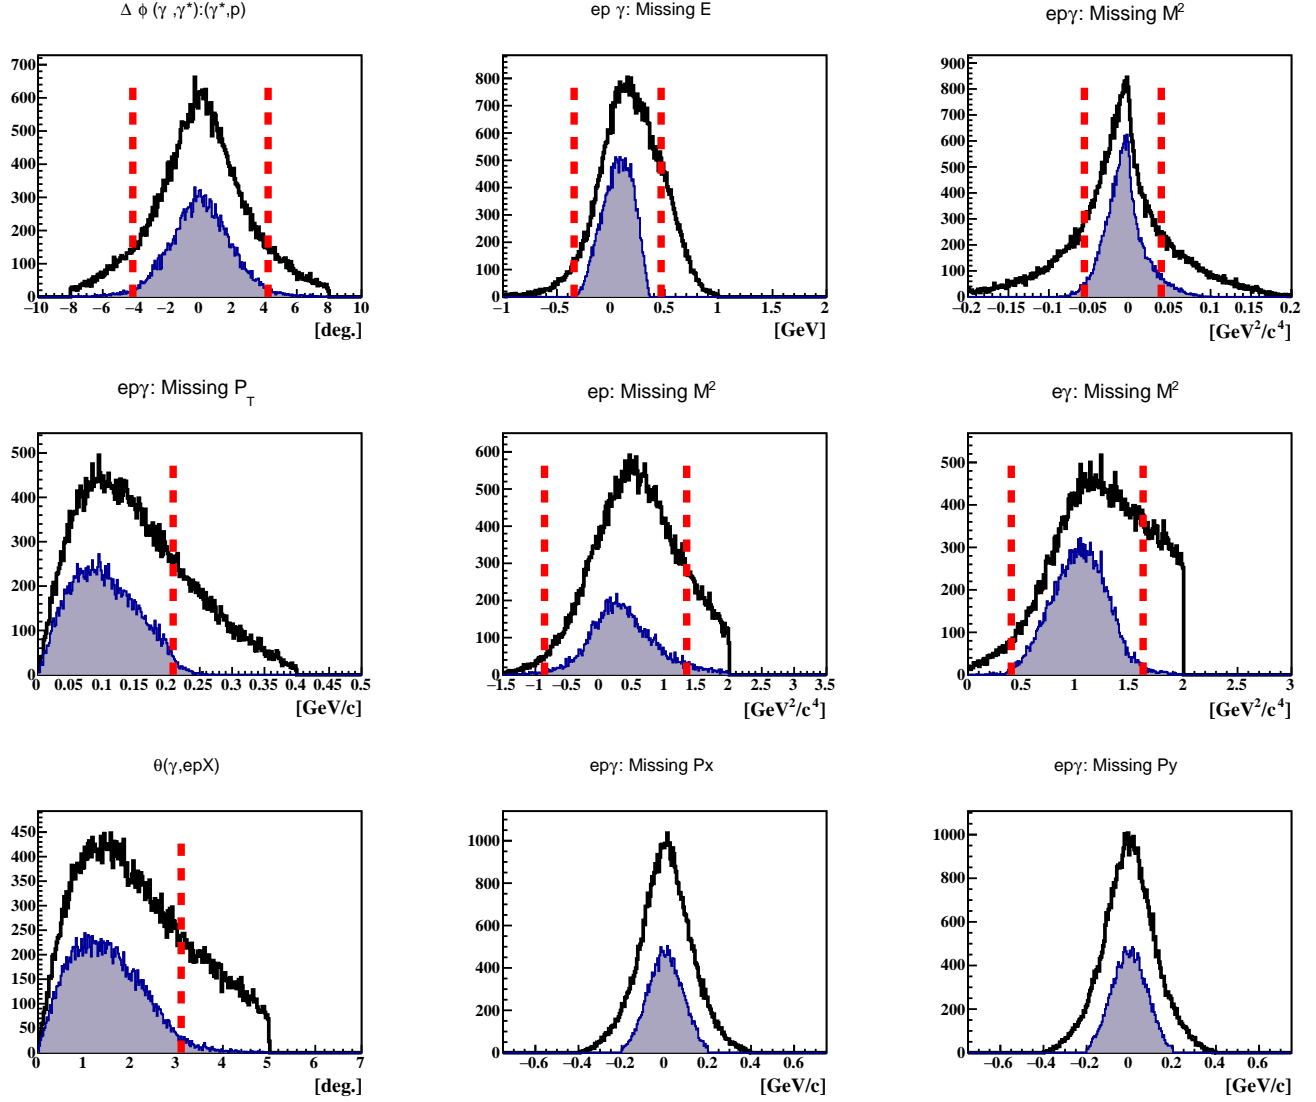 Δ ϕ (γ ,γ*):(γ*,p)
700
600
500
400
300
200
100
0
−10 −8 −6 −4 −2 0 2 4 6 8 10
[deg.]
ep γ: Missing E
800
700
600
500
400
300
200
100
0
−1 −0.5 0 0.5 1 1.5 2
[GeV]
epγ: Missing M²
900
800
700
600
500
400
300
200
100
0
−0.2 −0.15 −0.1 −0.05 0 0.05 0.1 0.15 0.2
[GeV²/c⁴]
epγ: Missing P_T
500
400
300
200
100
0
0 0.05 0.1 0.15 0.2 0.25 0.3 0.35 0.4 0.45 0.5
[GeV/c]
ep: Missing M²
600
500
400
300
200
100
0
−1.5 −1 −0.5 0 0.5 1 1.5 2 2.5 3 3.5
[GeV²/c⁴]
eγ: Missing M²
500
400
300
200
100
0
0 0.5 1 1.5 2 2.5 3
[GeV²/c⁴]
θ(γ,epX)
450
400
350
300
250
200
150
100
50
0
0 1 2 3 4 5 6 7
[deg.]
epγ: Missing Px
1000
800
600
400
200
0
−0.6 −0.4 −0.2 0 0.2 0.4 0.6
[GeV/c]
epγ: Missing Py
1000
800
600
400
200
0
−0.6 −0.4 −0.2 0 0.2 0.4 0.6
[GeV/c]